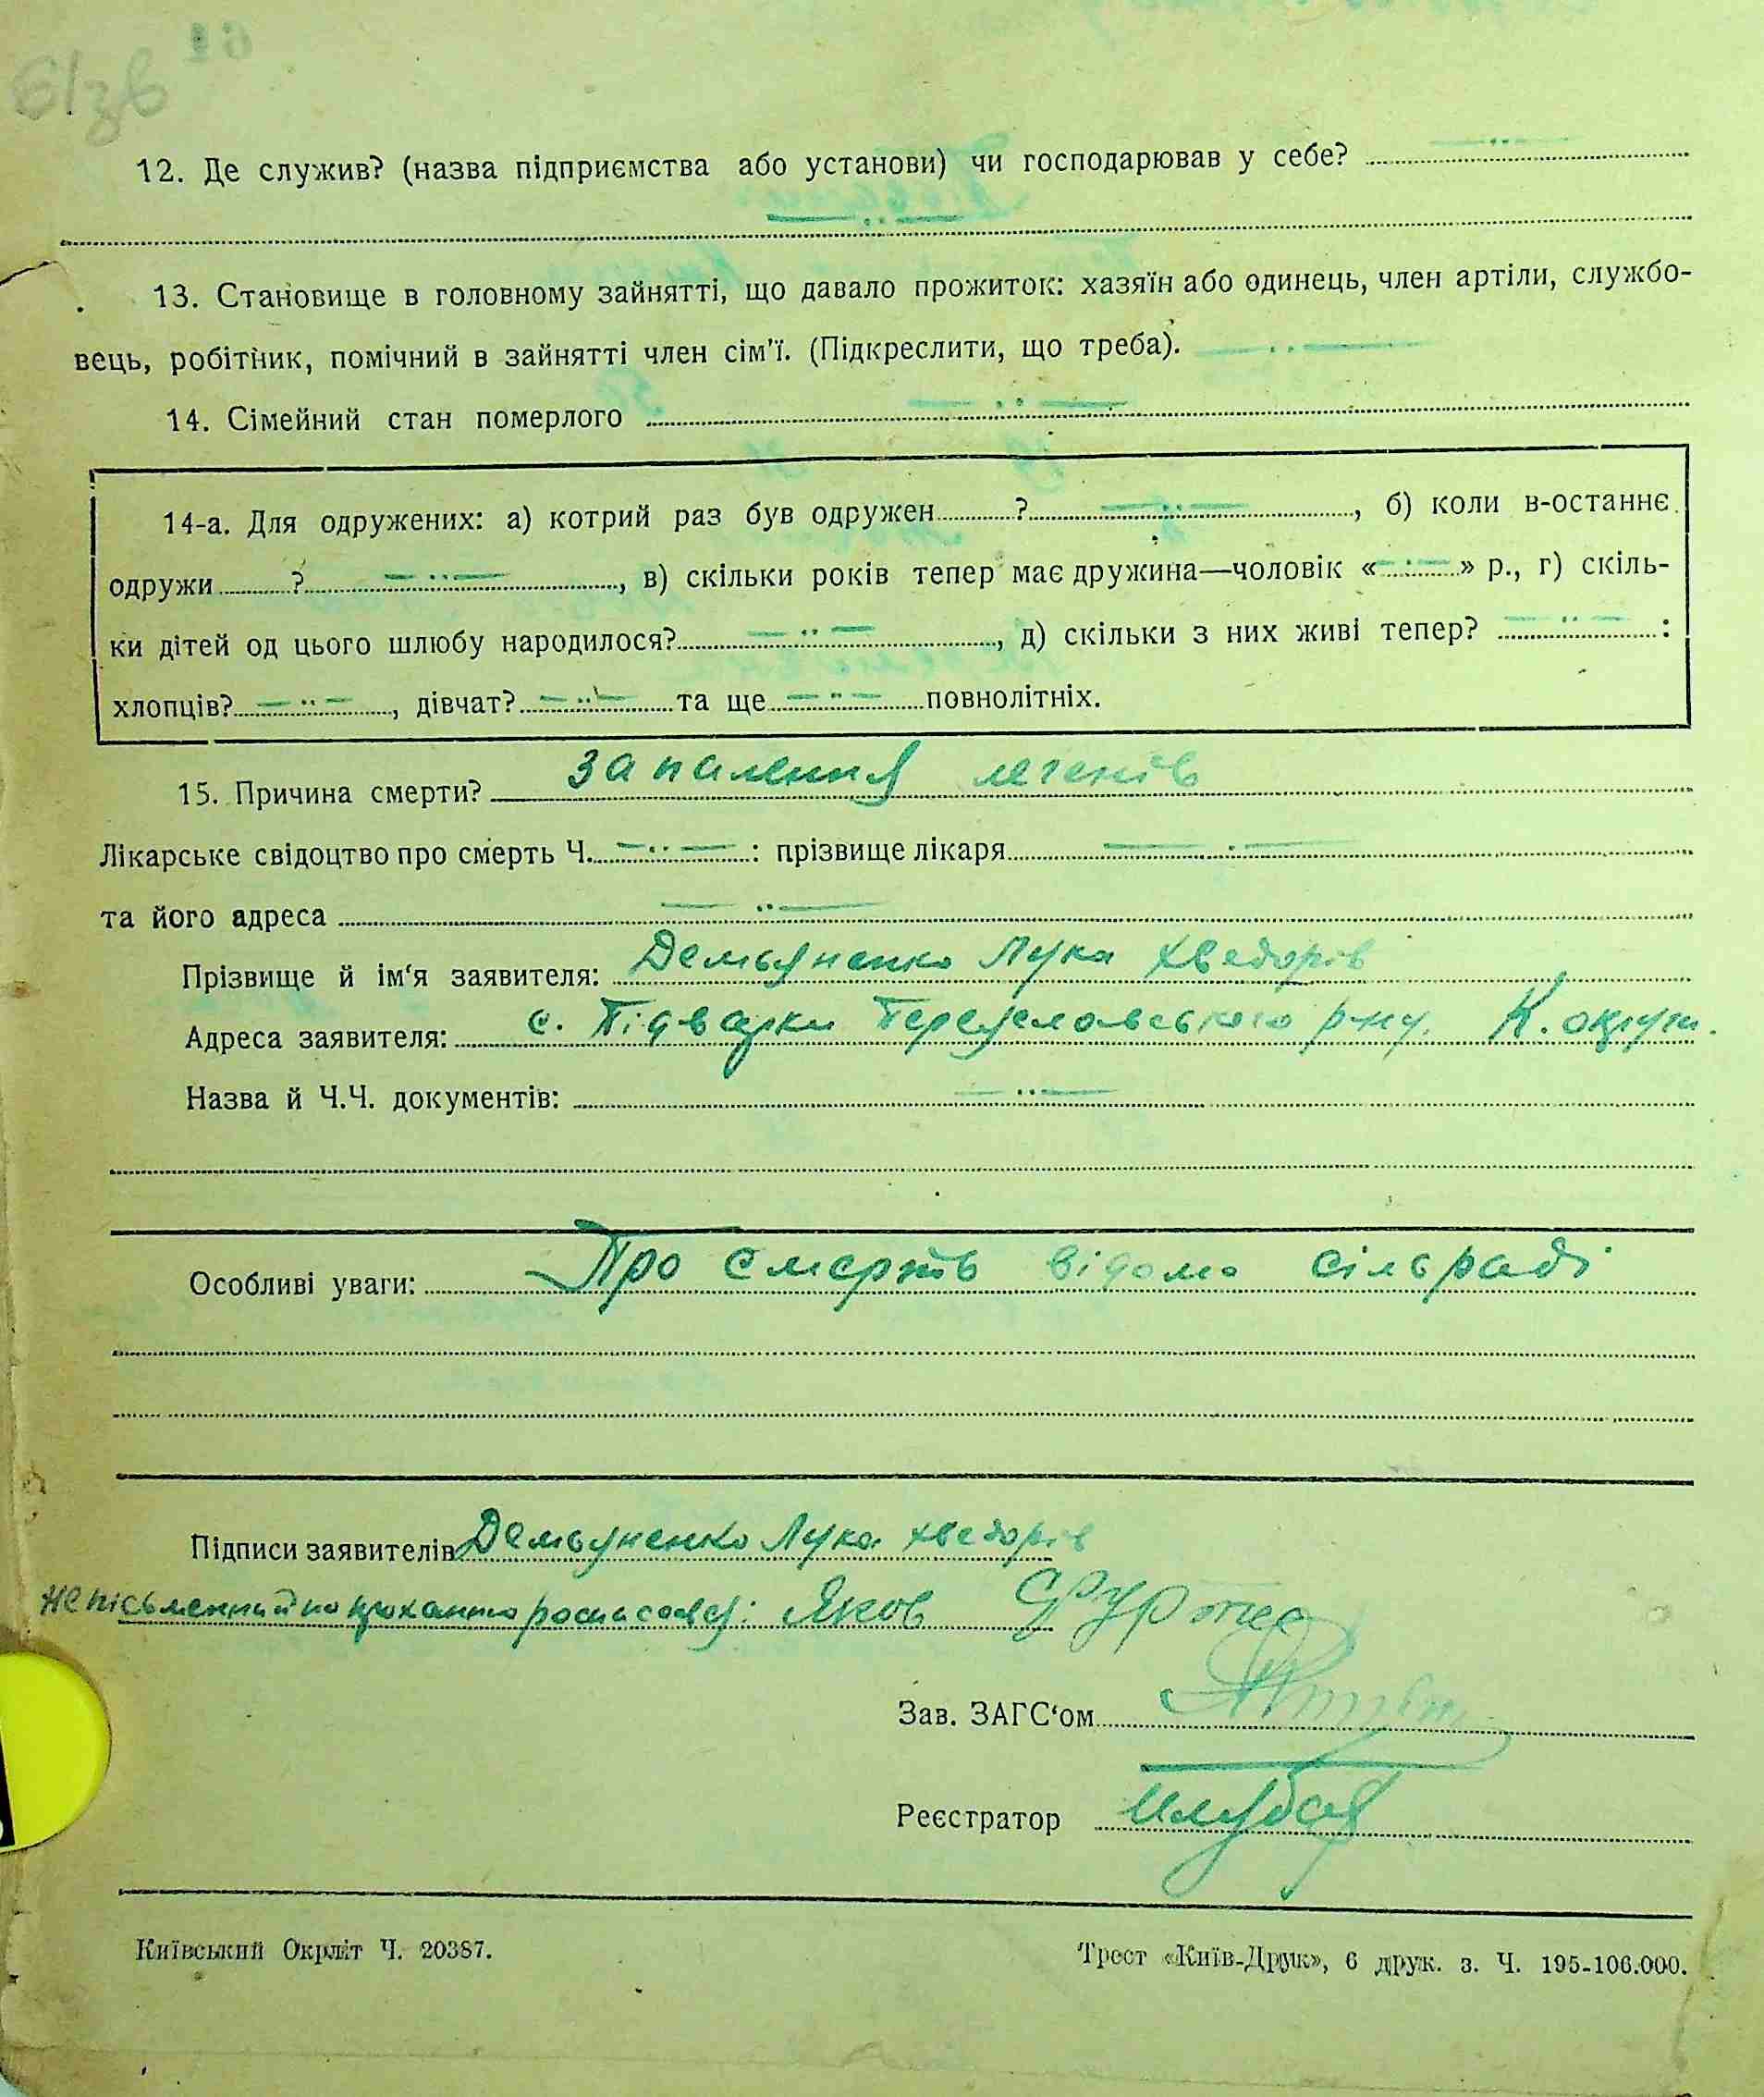 12. Де служив? (назва підприємства або установи) чи господарював у себе? — ·· —
— ·· —
13. Становище в головному зайнятті, що давало прожиток: хазяїн або одинець, член артіли, службо-
вець, робітник, помічний в зайнятті член сім'ї. (Підкреслити, що треба). — ·· —
14. Сімейний стан померлого — ·· —
14-а. Для одружених: а) котрий раз був одружен ? — ·· —, б) коли в-останнє
одружи ? — ·· —, в) скільки років тепер має дружина—чоловік «— ·· —» р., г) скіль-
ки дітей од цього шлюбу народилося? — ·· —, д) скільки з них живі тепер? — ·· — :
хлопців? — ·· —, дівчат? — ·· — та ще — ·· — повнолітніх.
15. Причина смерти? запалення легенів
Лікарське свідоцтво про смерть Ч. — ·· — : прізвище лікаря — · —
та його адреса — ·· —
Прізвище й ім'я заявителя: Демьяненко Лука Хведорів
Адреса заявителя: с. Підварки Переяславського р-ну. К. округи.
Назва й Ч.Ч. документів: — ·· —
Особливі уваги: Про смерть відомо сільраді
Підписи заявителів Демьяненко Лука Хведорів
Неписьменний по проханню росписався: Яков
Зав. ЗАГС'ом
Реєстратор
Київський Окрліт Ч. 20387.
Трест «Київ-Друк», 6 друк. з. Ч. 195-106.000.